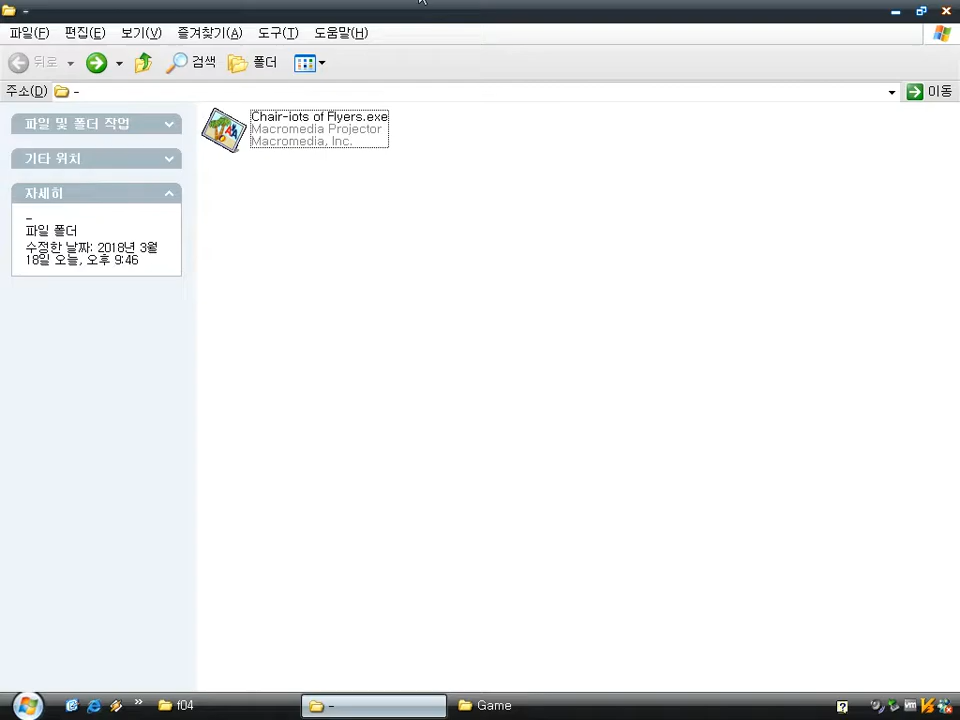 -
파일(F) 편집(E) 보기(V) 즐겨찾기(A) 도구(T) 도움말(H)
뒤로 검색 폴더
주소(D) - 이동
파일 및 폴더 작업
기타 위치
자세히
-
파일 폴더
수정한 날짜: 2018년 3월
18일 오늘, 오후 9:46
Chair-iots of Flyers.exe
Macromedia Projector
Macromedia, Inc.
f04 - Game